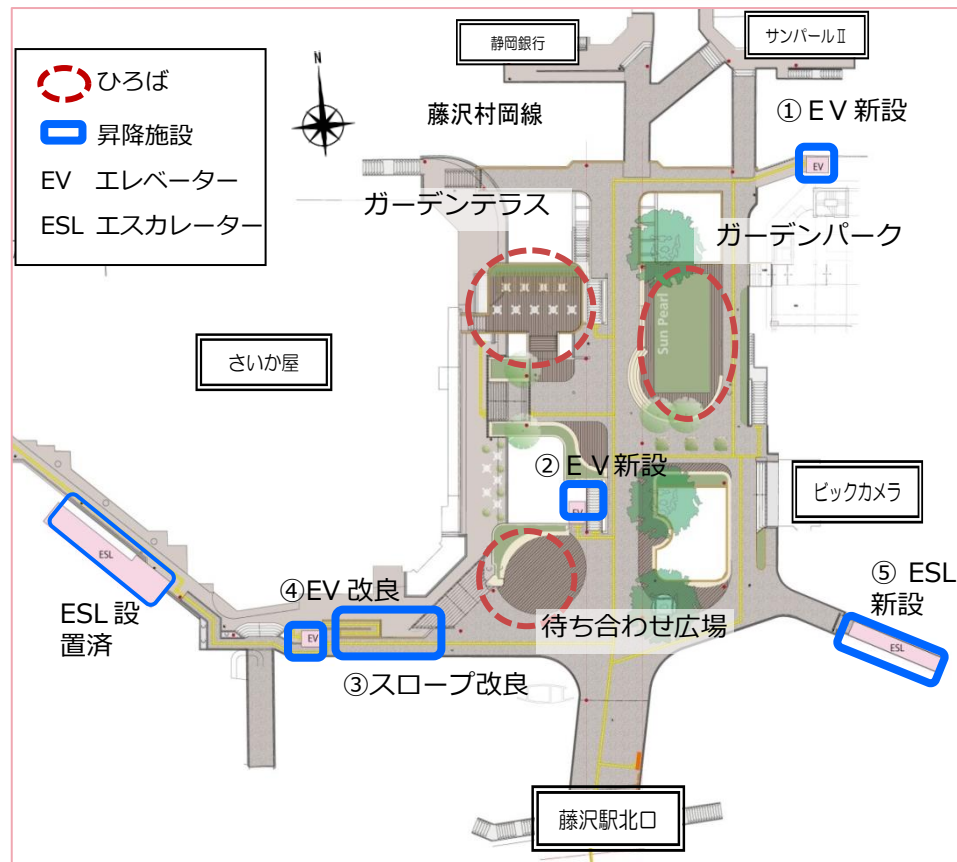 静岡銀行
サンパールⅡ
N
ひろば
昇降施設
EV エレベーター
ESL エスカレーター
藤沢村岡線
①ＥＶ新設
EV
ガーデンテラス
ガーデンパーク
Sun Pearl
さいか屋
②ＥＶ新設
EV
ビックカメラ
ESL
ESL設
置済
④EV改良
EV
③スロープ改良
待ち合わせ広場
⑤ ESL
新設
ESL
藤沢駅北口